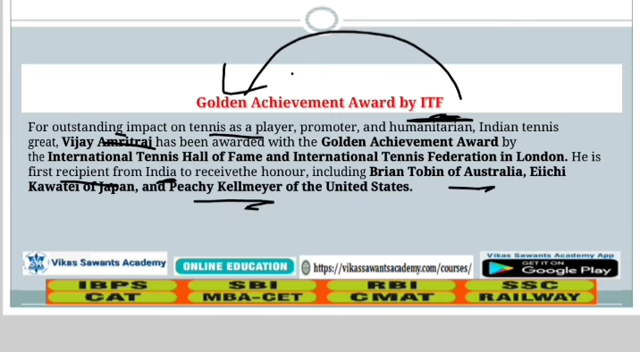 Golden Achievement Award by ITF
For outstanding impact on tennis as a player, promoter, and humanitarian, Indian tennis
great, Vijay Amritraj has been awarded with the Golden Achievement Award by
the International Tennis Hall of Fame and International Tennis Federation in London. He is
first recipient from India to receivethe honour, including Brian Tobin of Australia, Eiichi
Kawatei of Japan, and Peachy Kellmeyer of the United States.
Vikas Sawants Academy
ONLINE EDUCATION
https://vikassawantsacademy.com/courses/
Vikas Sawants Academy App
GET IT ON
Google Play
IBPS SBI RBI SSC
CAT MBA-CET CMAT RAILWAY